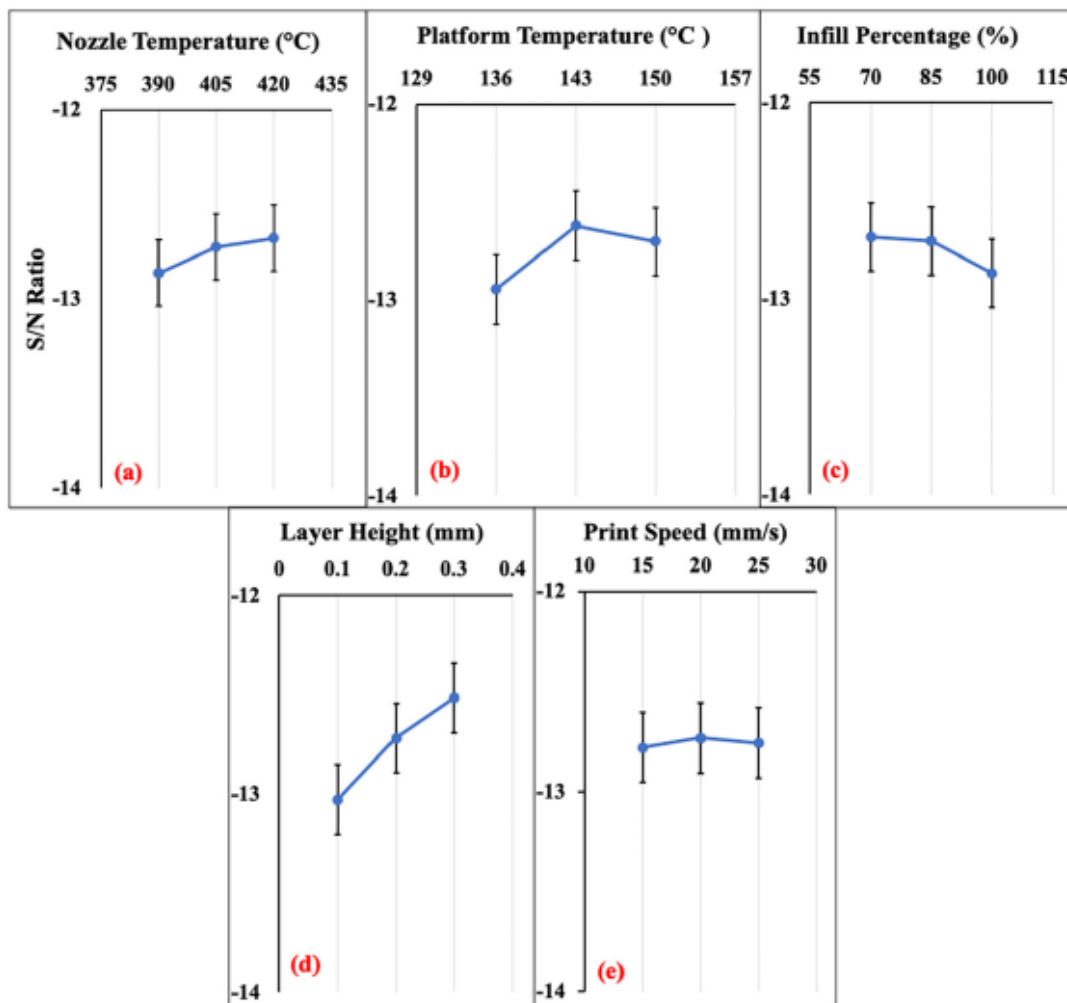 Nozzle Temperature (°C)
375 390 405 420 435
-12
-13
-14
S/N Ratio
(a)
Platform Temperature (°C )
129 136 143 150 157
-12
-13
-14
(b)
Infill Percentage (%)
55 70 85 100 115
-12
-13
-14
(c)
Layer Height (mm)
0 0.1 0.2 0.3 0.4
-12
-13
-14
(d)
Print Speed (mm/s)
10 15 20 25 30
-12
-13
-14
(e)